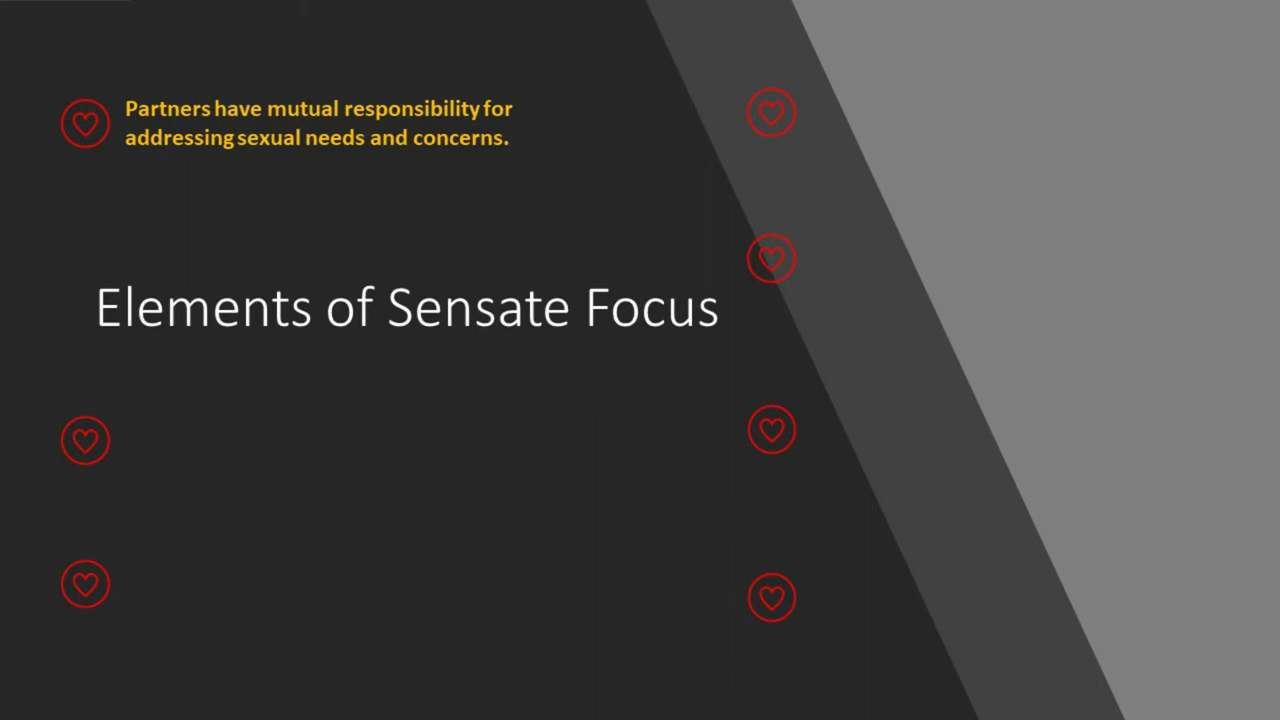 Partners have mutual responsibility for
addressing sexual needs and concerns.
Elements of Sensate Focus